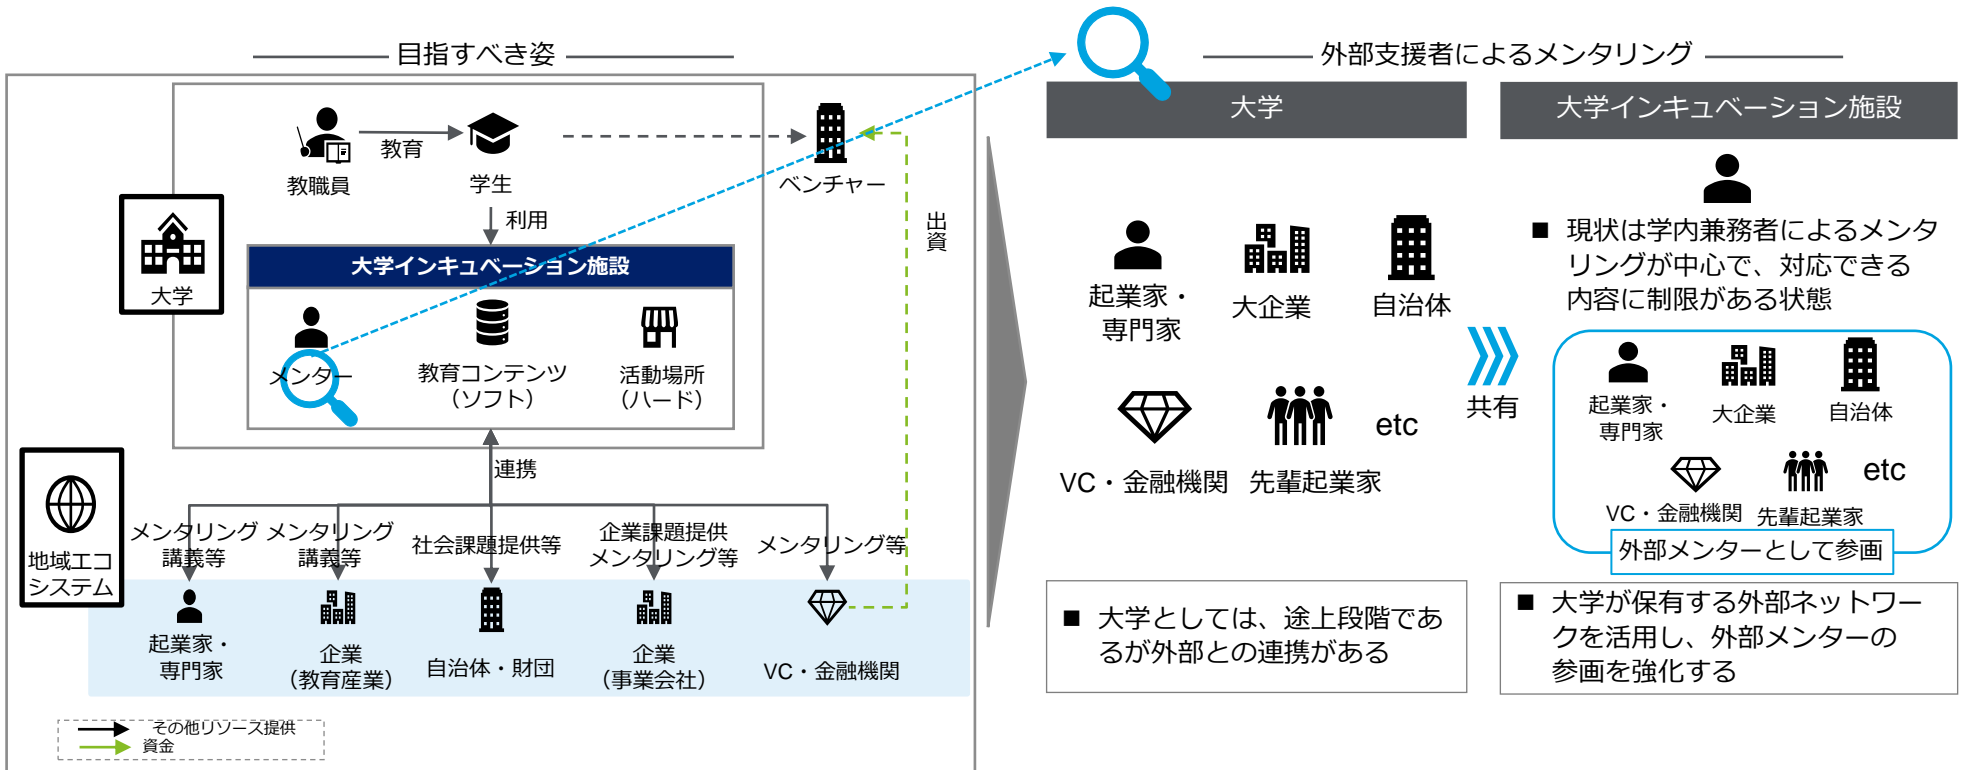 目指すべき姿
教職員
教育
学生
ベンチャー
利用
出資
大学
大学インキュベーション施設
メンター
教育コンテンツ
（ソフト）
活動場所
（ハード）
連携
地域エコ
システム
メンタリング
講義等
メンタリング
講義等
社会課題提供等
企業課題提供
メンタリング等
メンタリング等
起業家・
専門家
企業
（教育産業）
自治体・財団
企業
（事業会社）
VC・金融機関
その他リソース提供
資金
外部支援者によるメンタリング
大学
起業家・
専門家
大企業
自治体
VC・金融機関
先輩起業家
etc
■ 大学としては、途上段階であ
るが外部との連携がある
共有
大学インキュベーション施設
■ 現状は学内兼務者によるメンタ
リングが中心で、対応できる
内容に制限がある状態
起業家・
専門家
大企業
自治体
VC・金融機関
先輩起業家
etc
外部メンターとして参画
■ 大学が保有する外部ネットワー
クを活用し、外部メンターの
参画を強化する